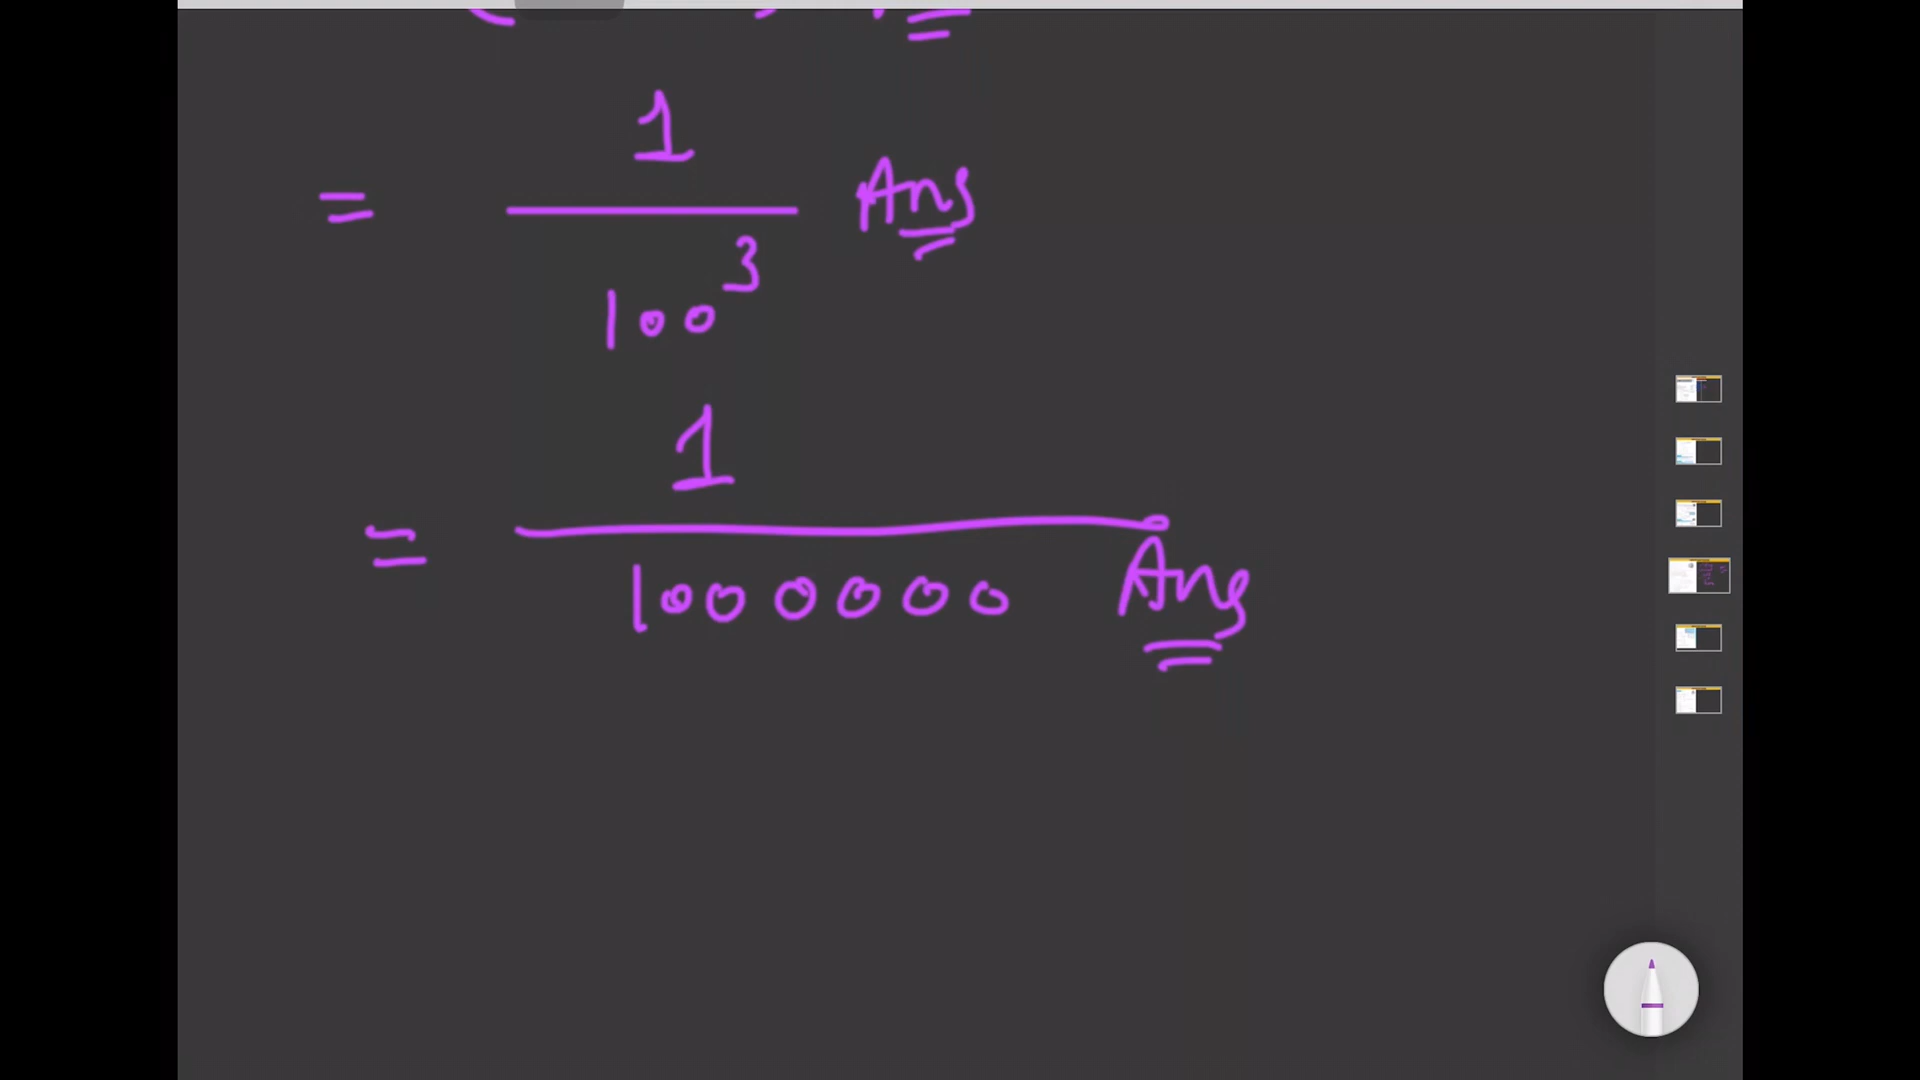 = 1 / 100³ Ans
= 1 / 1000000 Ans